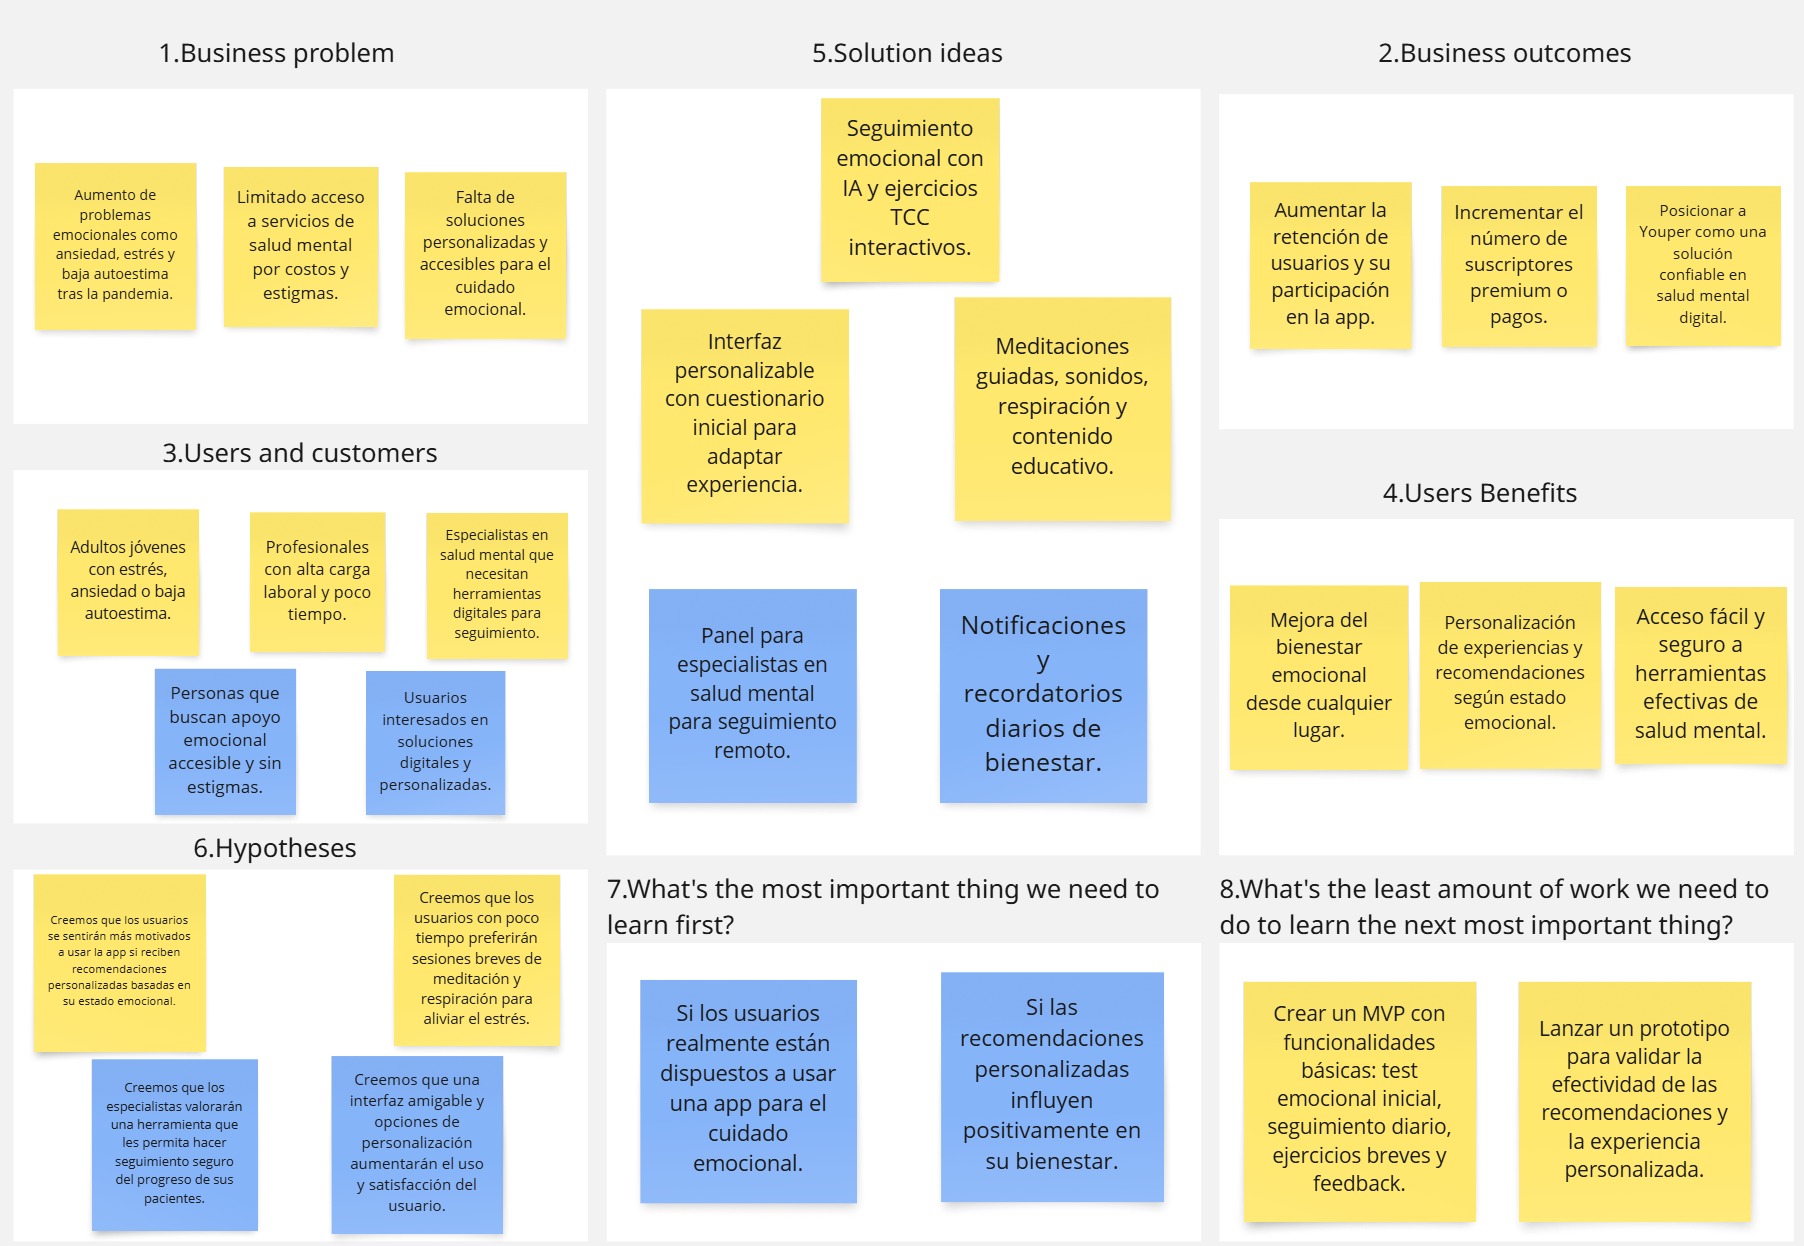 1.Business problem
Aumento de
problemas
emocionales como
ansiedad, estrés y
baja autoestima
tras la pandemia.
Limitado acceso
a servicios de
salud mental
por costos y
estigmas.
Falta de
soluciones
personalizadas y
accesibles para el
cuidado
emocional.
5.Solution ideas
Seguimiento
emocional con
IA y ejercicios
TCC
interactivos.
Interfaz
personalizable
con cuestionario
inicial para
adaptar
experiencia.
Meditaciones
guiadas, sonidos,
respiración y
contenido
educativo.
Panel para
especialistas en
salud mental
para seguimiento
remoto.
Notificaciones
y
recordatorios
diarios de
bienestar.
2.Business outcomes
Aumentar la
retención de
usuarios y su
participación
en la app.
Incrementar el
número de
suscriptores
premium o
pagos.
Posicionar a
Youper como una
solución
confiable en
salud mental
digital.
3.Users and customers
Adultos jóvenes
con estrés,
ansiedad o baja
autoestima.
Profesionales
con alta carga
laboral y poco
tiempo.
Especialistas en
salud mental que
necesitan
herramientas
digitales para
seguimiento.
Personas que
buscan apoyo
emocional
accesible y sin
estigmas.
Usuarios
interesados en
soluciones
digitales y
personalizadas.
4.Users Benefits
Mejora del
bienestar
emocional
desde cualquier
lugar.
Personalización
de experiencias y
recomendaciones
según estado
emocional.
Acceso fácil y
seguro a
herramientas
efectivas de
salud mental.
6.Hypotheses
Creemos que los usuarios
se sentirán más motivados
a usar la app si reciben
recomendaciones
personalizadas basadas en
su estado emocional.
Creemos que los
usuarios con poco
tiempo preferirán
sesiones breves de
meditación y
respiración para
aliviar el estrés.
Creemos que los
especialistas valorarán
una herramienta que
les permita hacer
seguimiento seguro
del progreso de sus
pacientes.
Creemos que una
interfaz amigable y
opciones de
personalización
aumentarán el uso
y satisfacción del
usuario.
7.What's the most important thing we need to
learn first?
Si los usuarios
realmente están
dispuestos a usar
una app para el
cuidado
emocional.
Si las
recomendaciones
personalizadas
influyen
positivamente en
su bienestar.
8.What's the least amount of work we need to
do to learn the next most important thing?
Crear un MVP con
funcionalidades
básicas: test
emocional inicial,
seguimiento diario,
ejercicios breves y
feedback.
Lanzar un prototipo
para validar la
efectividad de las
recomendaciones y
la experiencia
personalizada.